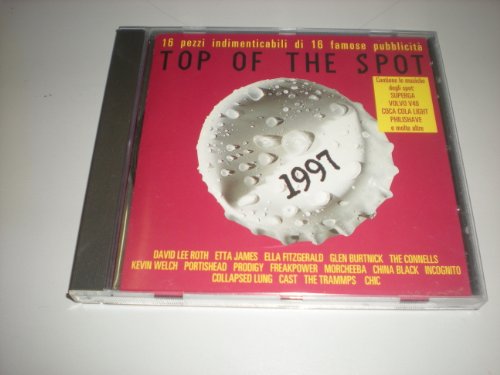 16 pezzi indimenticabili di 16 famose pubblicità
TOP OF THE SPOT
Contiene le musiche
degli spot
SUPERGA
VOLVO V40
COCA COLA LIGHT
PHILISHAVE
e molte altre
1997
DAVID LEE ROTH ETTA JAMES ELLA FITZGERALD GLEN BURTNICK THE CONNELLS
KEVIN WELCH PORTISHEAD PRODIGY FREAKPOWER MORCHEEBA CHINA BLACK INCOGNITO
COLLAPSED LUNG CAST THE TRAMMPS CHIC